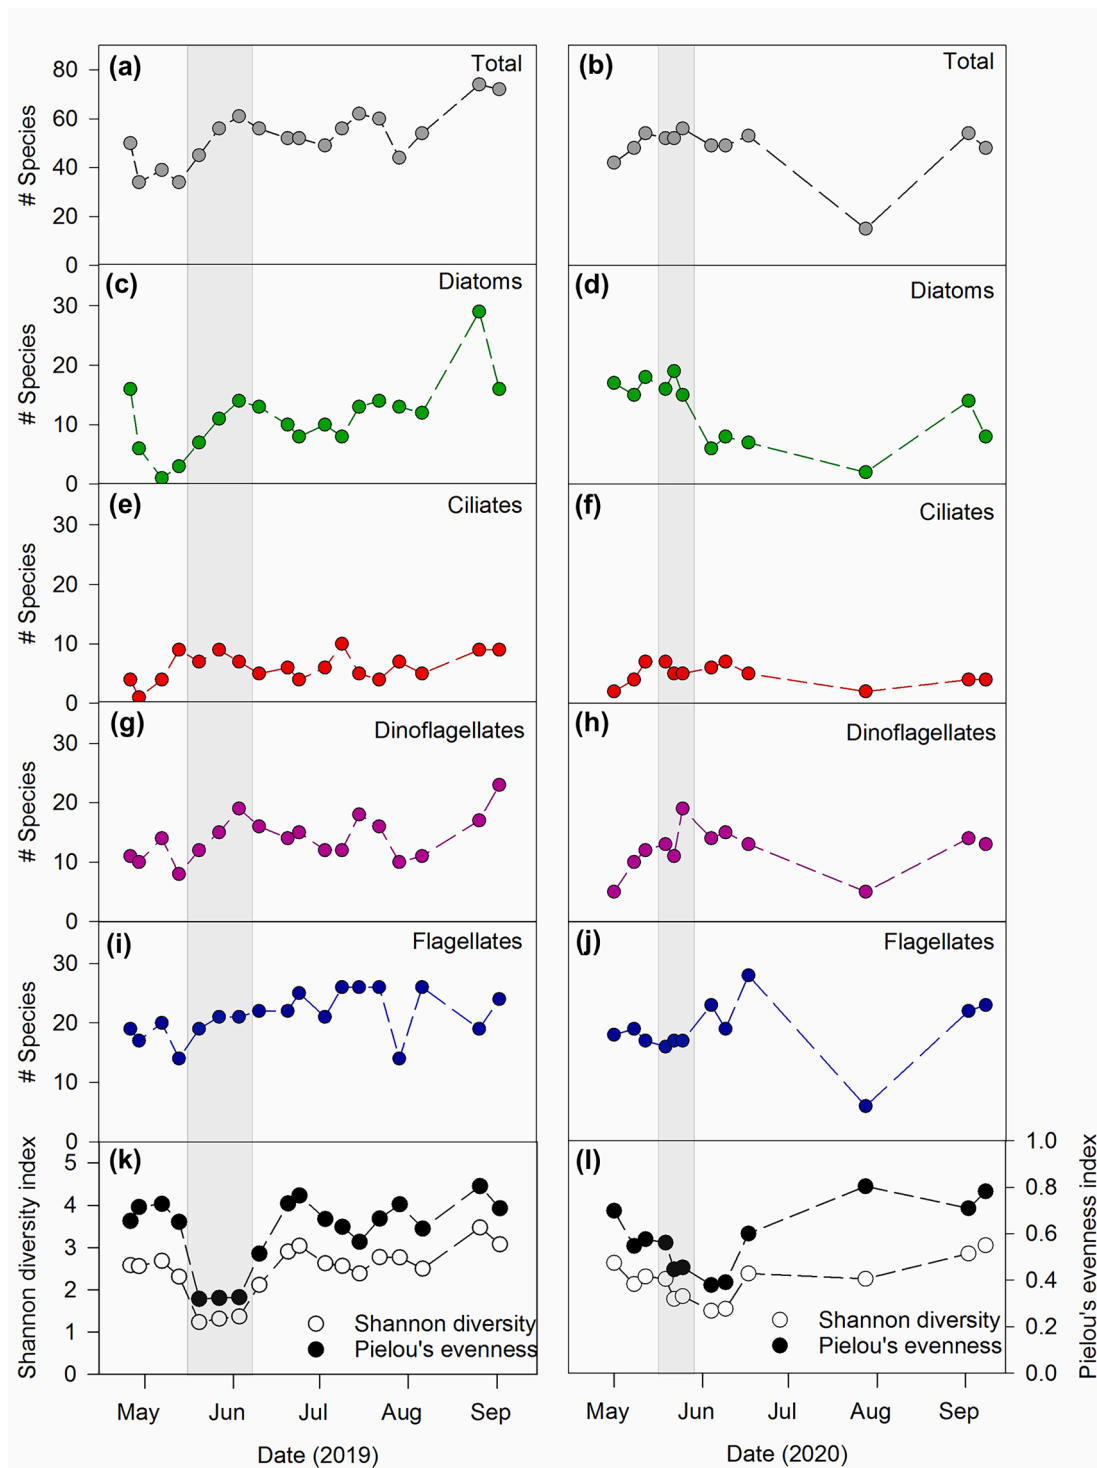 (a) Total (b) Total
# Species
80
60
40
20
0
(c) Diatoms (d) Diatoms
# Species
30
20
10
0
(e) Ciliates (f) Ciliates
# Species
30
20
10
0
(g) Dinoflagellates (h) Dinoflagellates
# Species
30
20
10
0
(i) Flagellates (j) Flagellates
# Species
30
20
10
0
(k) (l)
Shannon diversity index
5
4
3
2
1
0
Shannon diversity
Pielou's evenness
Shannon diversity
Pielou's evenness
1.0
0.8
0.6
0.4
0.2
0.0
Pielou's evenness index
May Jun Jul Aug Sep
Date (2019)
May Jun Jul Aug Sep
Date (2020)